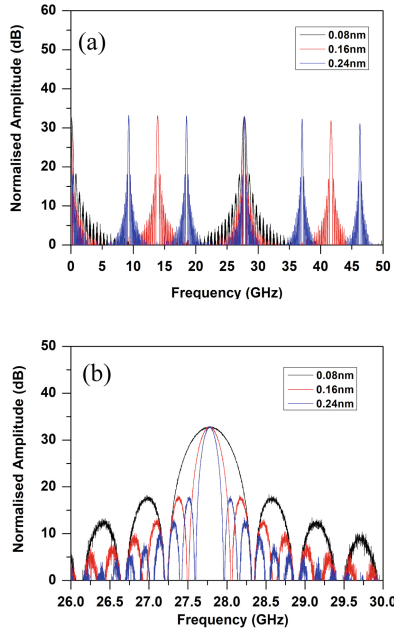 (a)
0.08nm
0.16nm
0.24nm
Normalised Amplitude (dB)
60
50
40
30
20
10
0
0 5 10 15 20 25 30 35 40 45 50
Frequency (GHz)
(b)
0.08nm
0.16nm
0.24nm
Normalised Amplitude (dB)
50
40
30
20
10
0
26.0 26.5 27.0 27.5 28.0 28.5 29.0 29.5 30.0
Frequency (GHz)